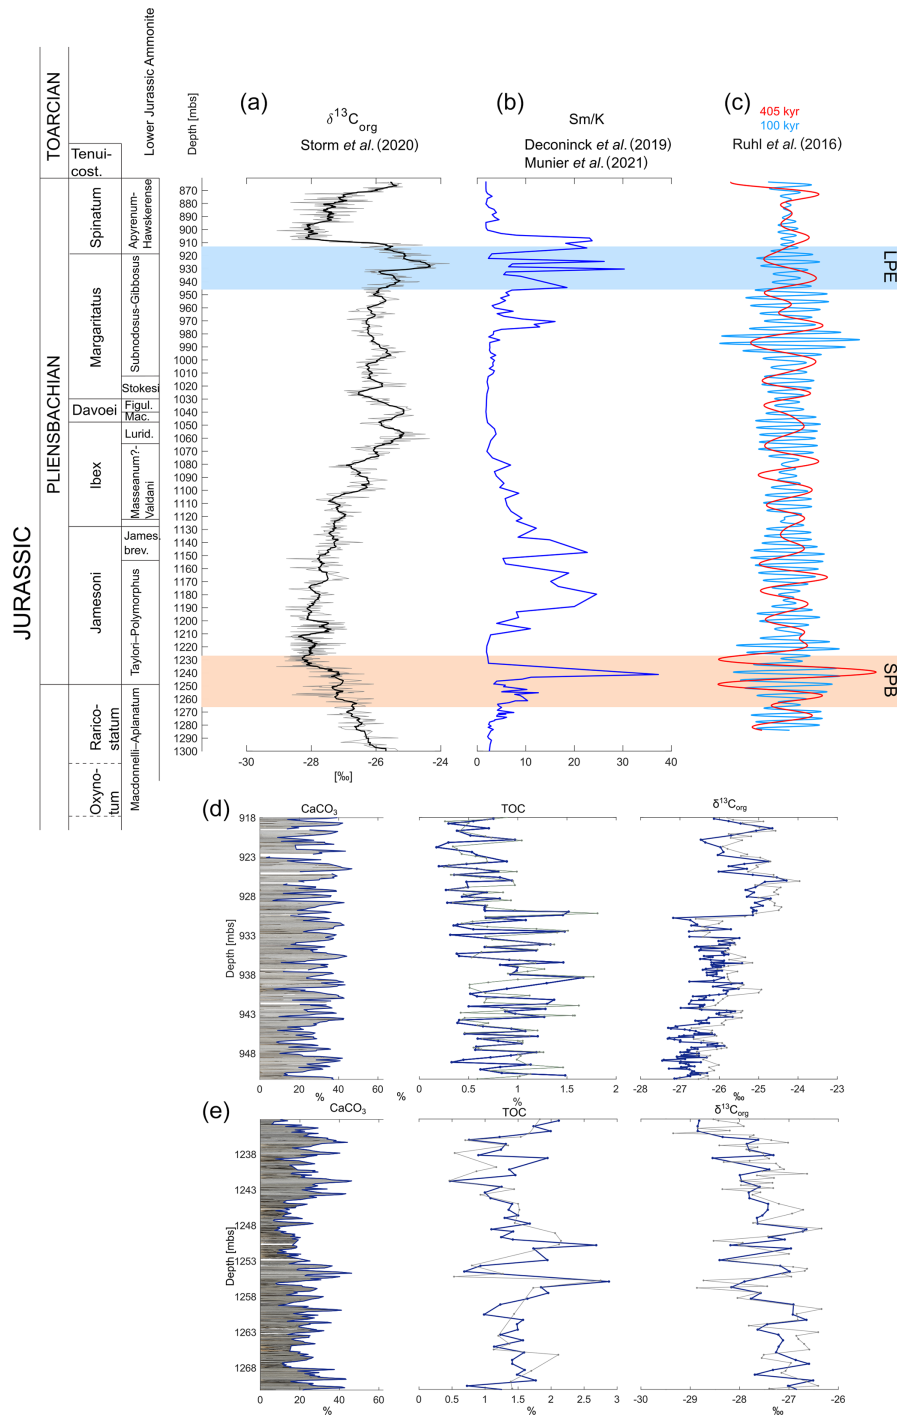 Lower Jurassic Ammonite
TOARCIAN
Tenui-
cost.
JURASSIC
PLIENSBACHIAN
Spinatum
Apyrenum-
Hawskerense
Margaritatus
Subnodosus-Gibbosus
Stokesi
Davoei
Figul.
Mac.
Ibex
Lurid.
Masseanum?-
Valdani
Jamesoni
James.
brev.
Taylori–Polymorphus
Rarico-
statum
Oxyno-
tum
Macdonnelli–Aplanatum
Depth [mbs]
870
880
890
900
910
920
930
940
950
960
970
980
990
1000
1010
1020
1030
1040
1050
1060
1070
1080
1090
1100
1110
1120
1130
1140
1150
1160
1170
1180
1190
1200
1210
1220
1230
1240
1250
1260
1270
1280
1290
1300
(a)
δ13Corg
Storm et al. (2020)
-30 -28 -26 -24
[‰]
(b)
Sm/K
Deconinck et al. (2019)
Munier et al. (2021)
0 10 20 30 40
(c)
405 kyr
100 kyr
Ruhl et al. (2016)
LPE
SPB
(d)
CaCO3 TOC δ13Corg
Depth [mbs]
918
923
928
933
938
943
948
0 20 40 60
%
%
0 0.5 1 1.5 2
%
-28 -27 -26 -25 -24 -23
‰
(e)
CaCO3 TOC δ13Corg
Depth [mbs]
1238
1243
1248
1253
1258
1263
1268
0 20 40 60
%
0 0.5 1 1.5 2 2.5 3
%
-30 -29 -28 -27 -26
‰